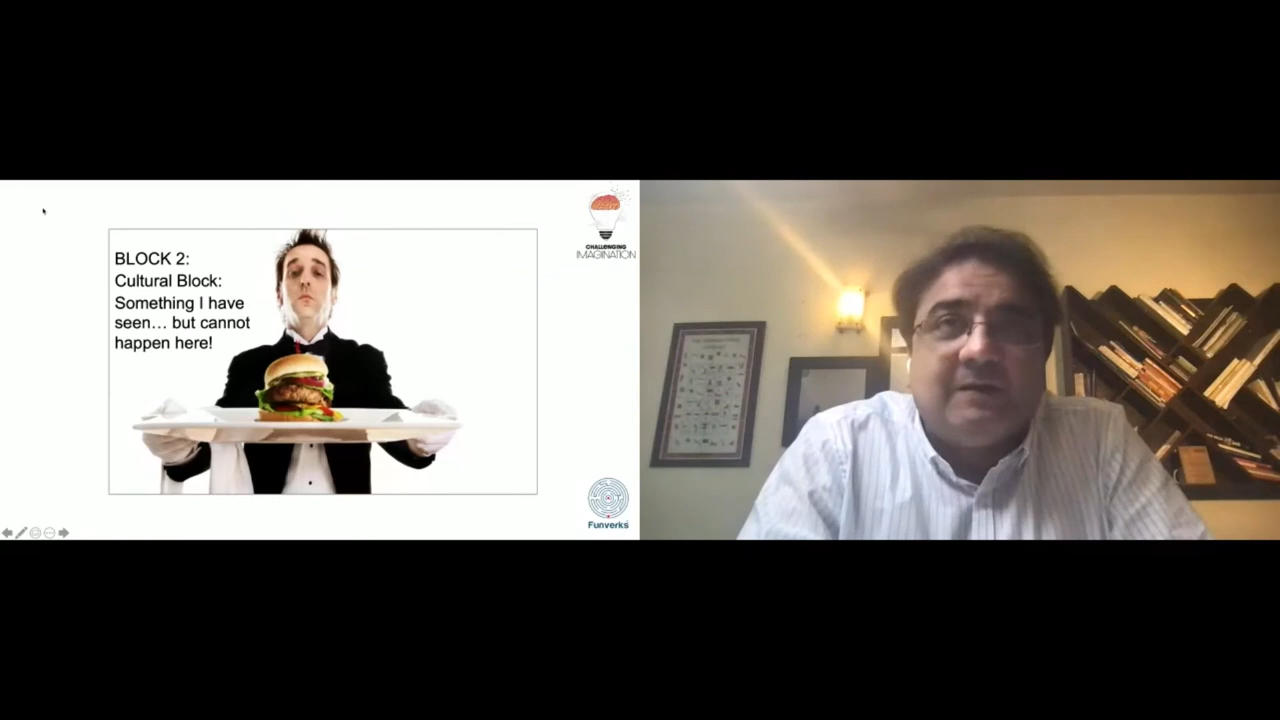 BLOCK 2:
Cultural Block:
Something I have
seen… but cannot
happen here!
CHALLENGING
IMAGINATION
Funverks